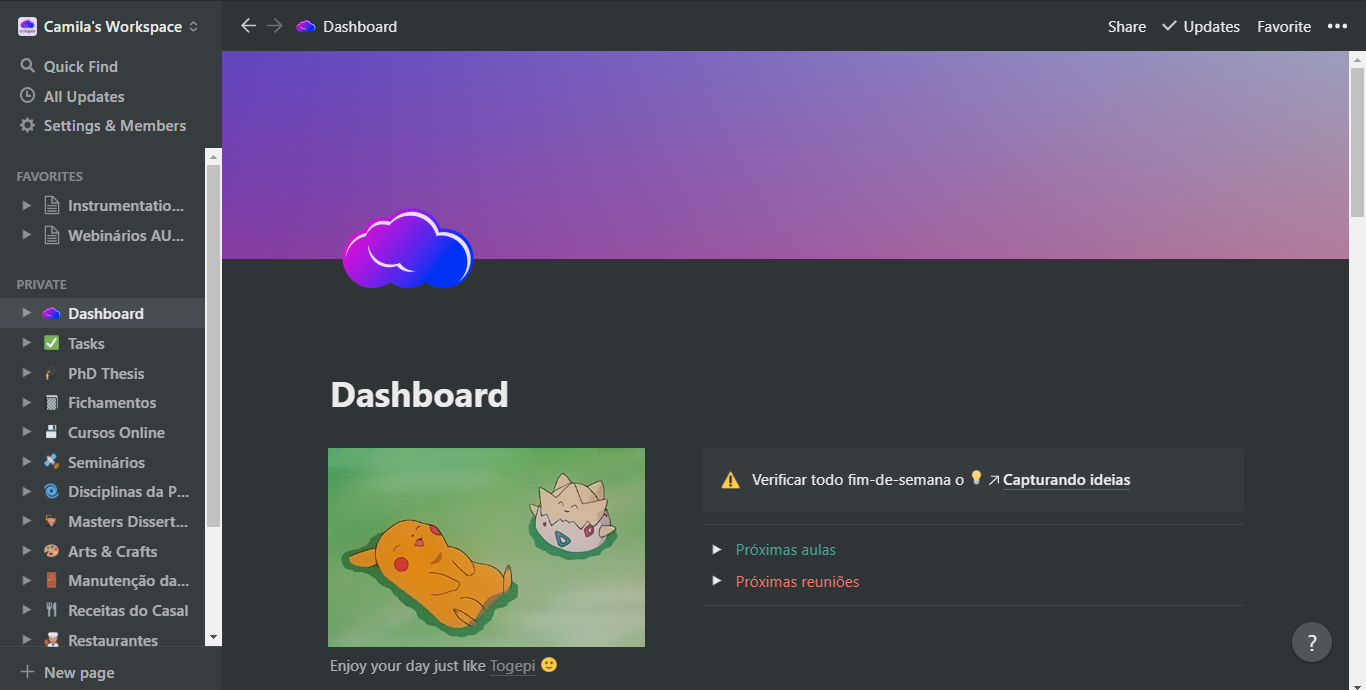 Camila's Workspace
Quick Find
All Updates
Settings & Members
FAVORITES
Instrumentatio...
Webinários AU...
PRIVATE
Dashboard
Tasks
PhD Thesis
Fichamentos
Cursos Online
Seminários
Disciplinas da P...
Masters Dissert...
Arts & Crafts
Manutenção da...
Receitas do Casal
Restaurantes
New page
Dashboard
Share Updates Favorite
Dashboard
Enjoy your day just like Togepi
Verificar todo fim-de-semana o Capturando ideias
Próximas aulas
Próximas reuniões
?